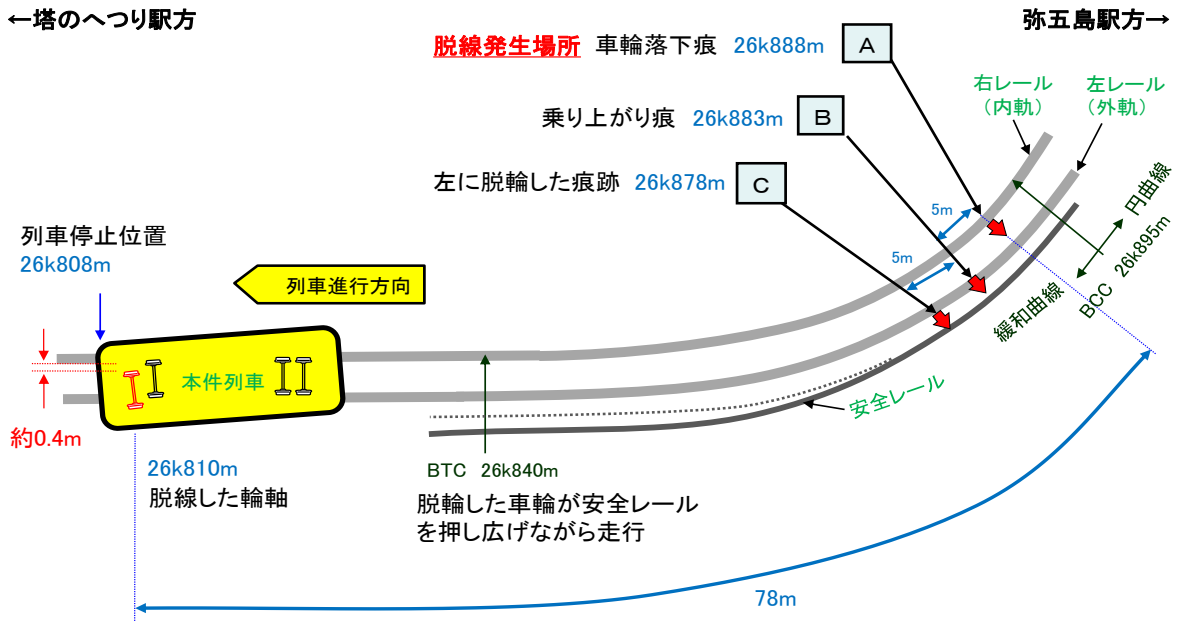 ←塔のへつり駅方
弥五島駅方→
脱線発生場所 車輪落下痕 26k888m A
乗り上がり痕 26k883m B
左に脱輪した痕跡 26k878m C
右レール
（内軌）
左レール
（外軌）
5m
5m
円曲線
緩和曲線
BCC 26k895m
列車停止位置
26k808m
列車進行方向
本件列車
約0.4m
26k810m
脱線した輪軸
BTC 26k840m
脱輪した車輪が安全レール
を押し広げながら走行
安全レール
78m